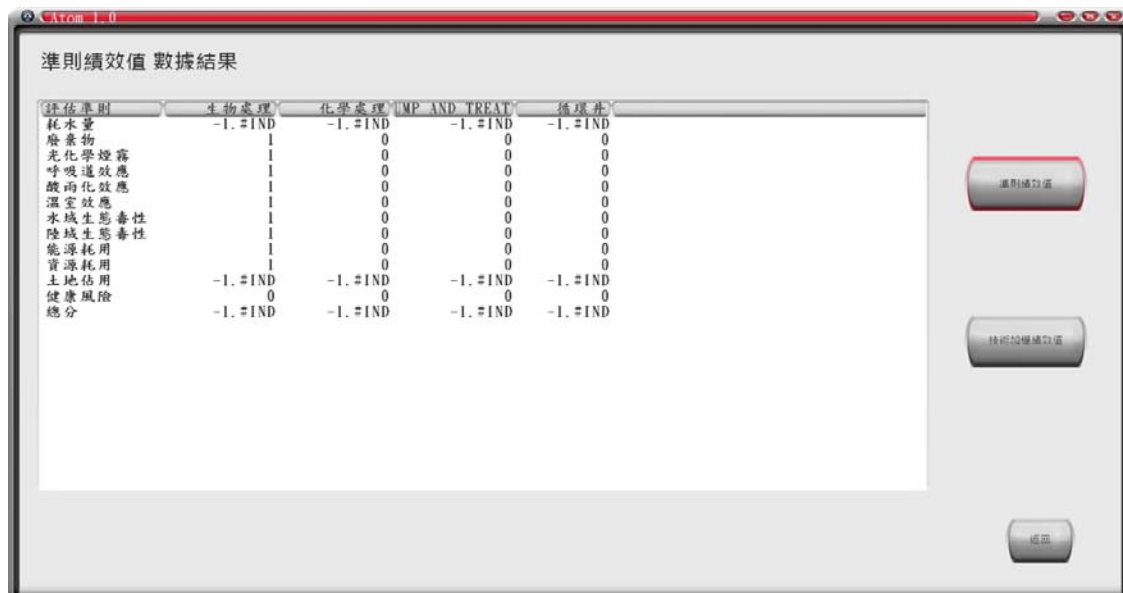 Atom 1.0
準則績效值 數據結果
評估準則 生物處理 化學處理 UMP AND TREAT 循環井
耗水量 -1.#IND -1.#IND -1.#IND -1.#IND
廢棄物 1 0 0 0
光化學煙霧 1 0 0 0
呼吸道效應 1 0 0 0
酸雨化效應 1 0 0 0
溫室效應 1 0 0 0
水域生態毒性 1 0 0 0
陸域生態毒性 1 0 0 0
能源耗用 1 0 0 0
資源耗用 1 0 0 0
土地佔用 -1.#IND -1.#IND -1.#IND -1.#IND
健康風險 0 0 0 0
總分 -1.#IND -1.#IND -1.#IND -1.#IND
準則績效值
技術加權績效值
返回